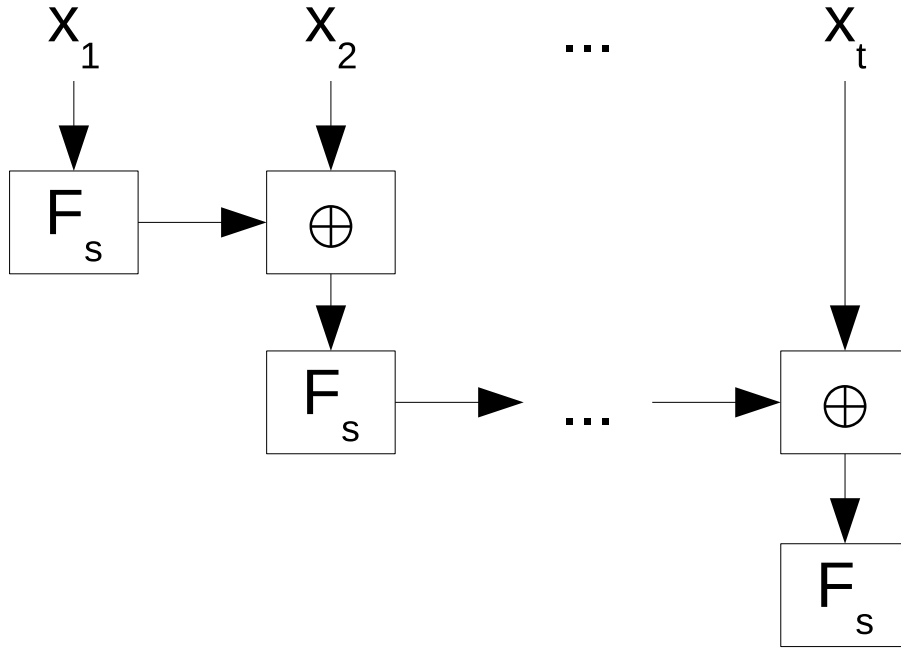 x₁ x₂ ... xₜ
Fₛ ⊕
Fₛ ... ⊕
Fₛ